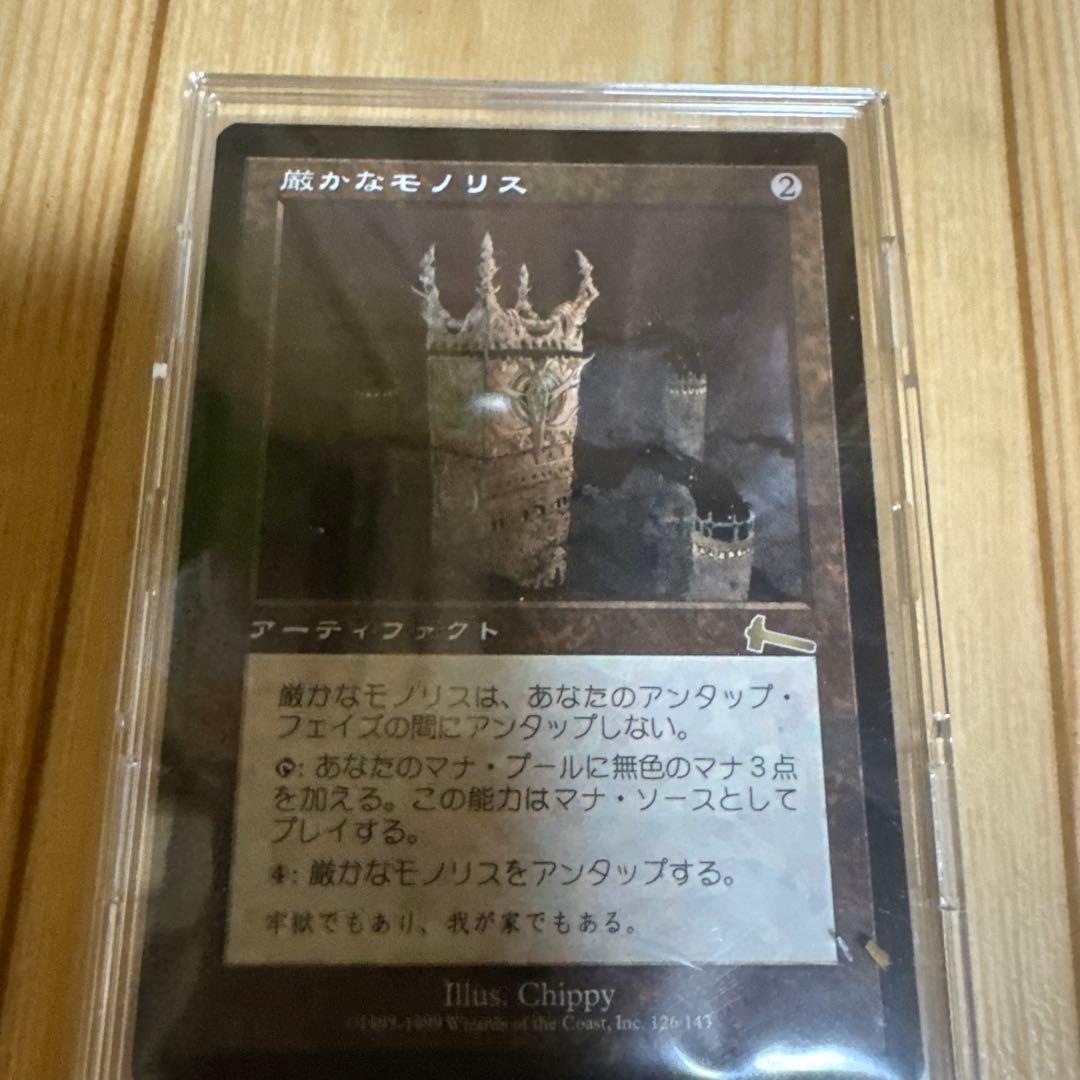 厳かなモノリス
2
アーティファクト
厳かなモノリスは、あなたのアンタップ・
フェイズの間にアンタップしない。
: あなたのマナ・プールに無色のマナ3点
を加える。この能力はマナ・ソースとして
プレイする。
4: 厳かなモノリスをアンタップする。
牢獄でもあり、我が家でもある。
Illus. Chippy
of the Coast, Inc. 126/143